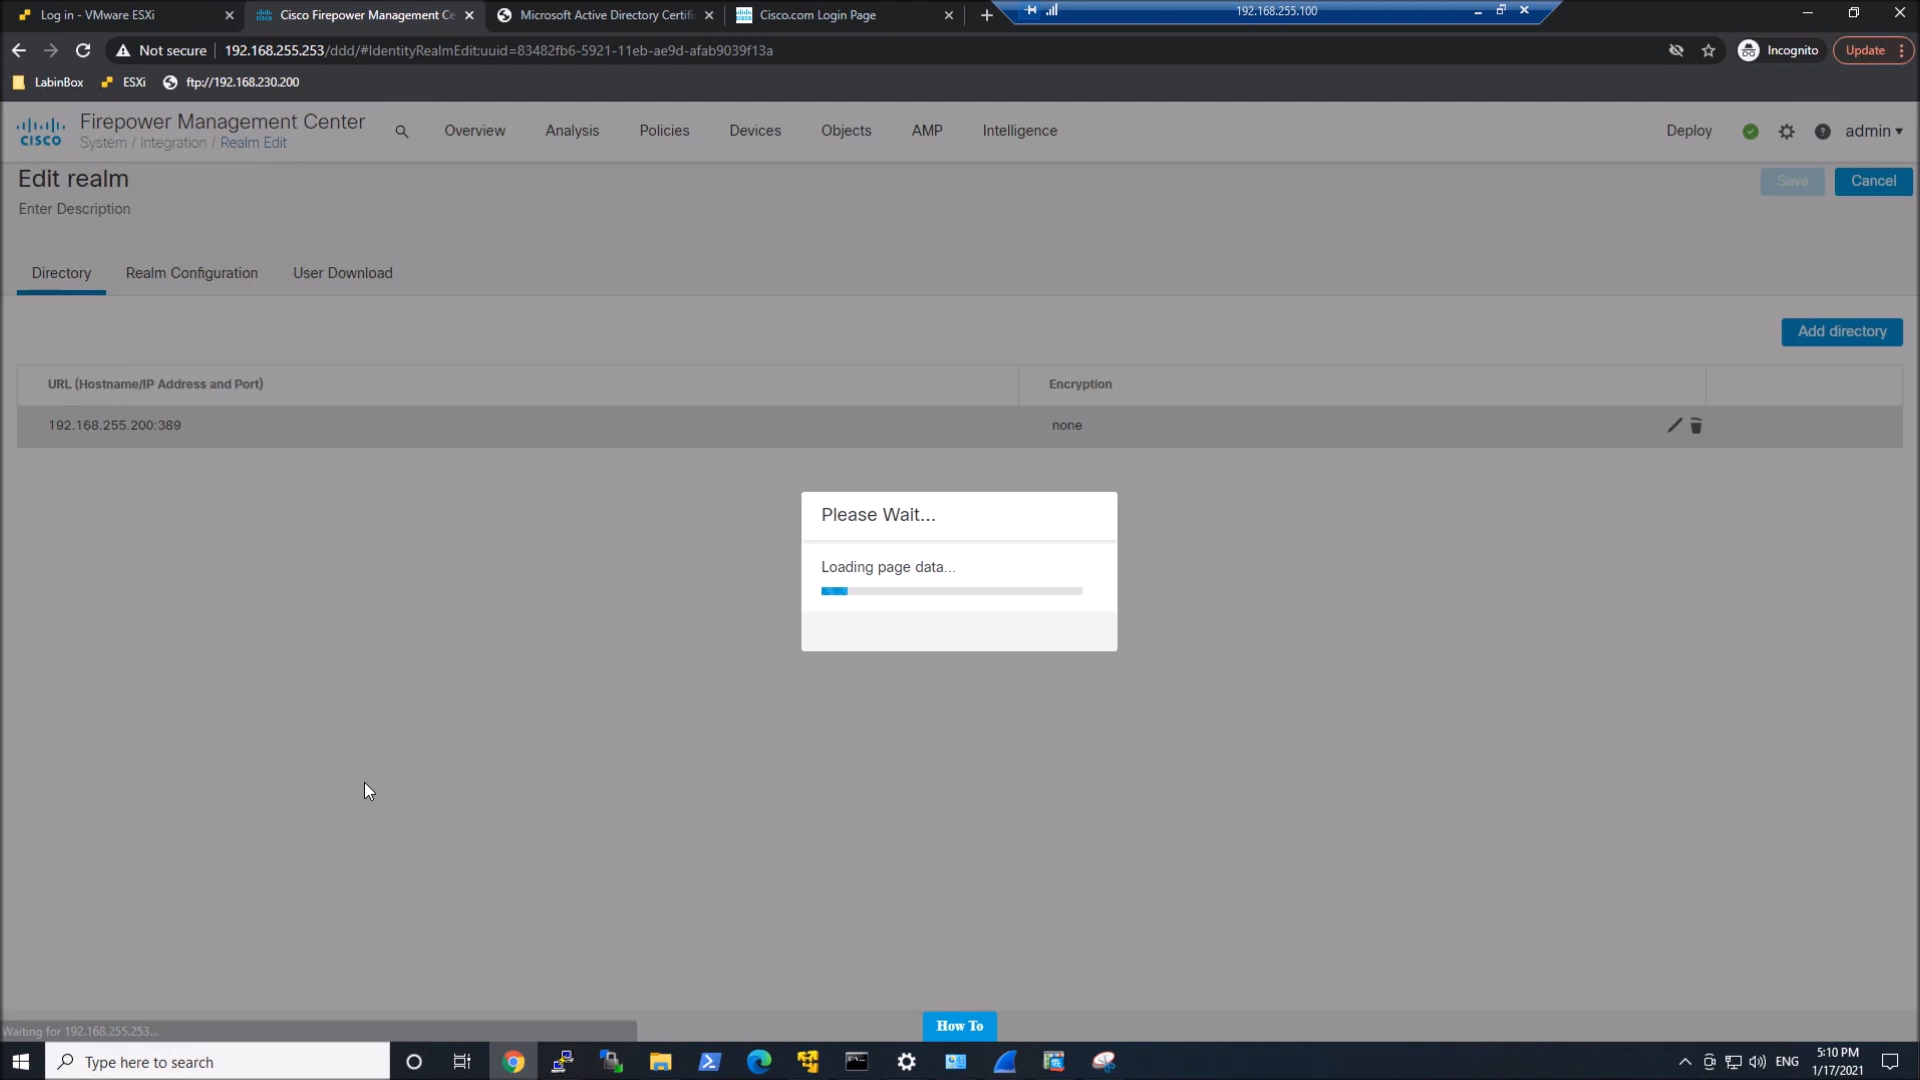 Log in - VMware ESXi
Cisco Firepower Management Ce
Microsoft Active Directory Certifi
Cisco.com Login Page
192.168.255.100
Not secure
192.168.255.253/ddd/#IdentityRealmEdit;uuid=83482fb6-5921-11eb-ae9d-afab9039f13a
Incognito
Update
LabinBox
ESXi
ftp://192.168.230.200
CISCO
Firepower Management Center
System / Integration / Realm Edit
Overview
Analysis
Policies
Devices
Objects
AMP
Intelligence
Deploy
admin
Edit realm
Save
Cancel
Enter Description
Directory
Realm Configuration
User Download
Add directory
URL (Hostname/IP Address and Port)
Encryption
192.168.255.200:389
none
Please Wait...
Loading page data...
How To
Waiting for 192.168.255.253...
Type here to search
ENG
5:10 PM
1/17/2021